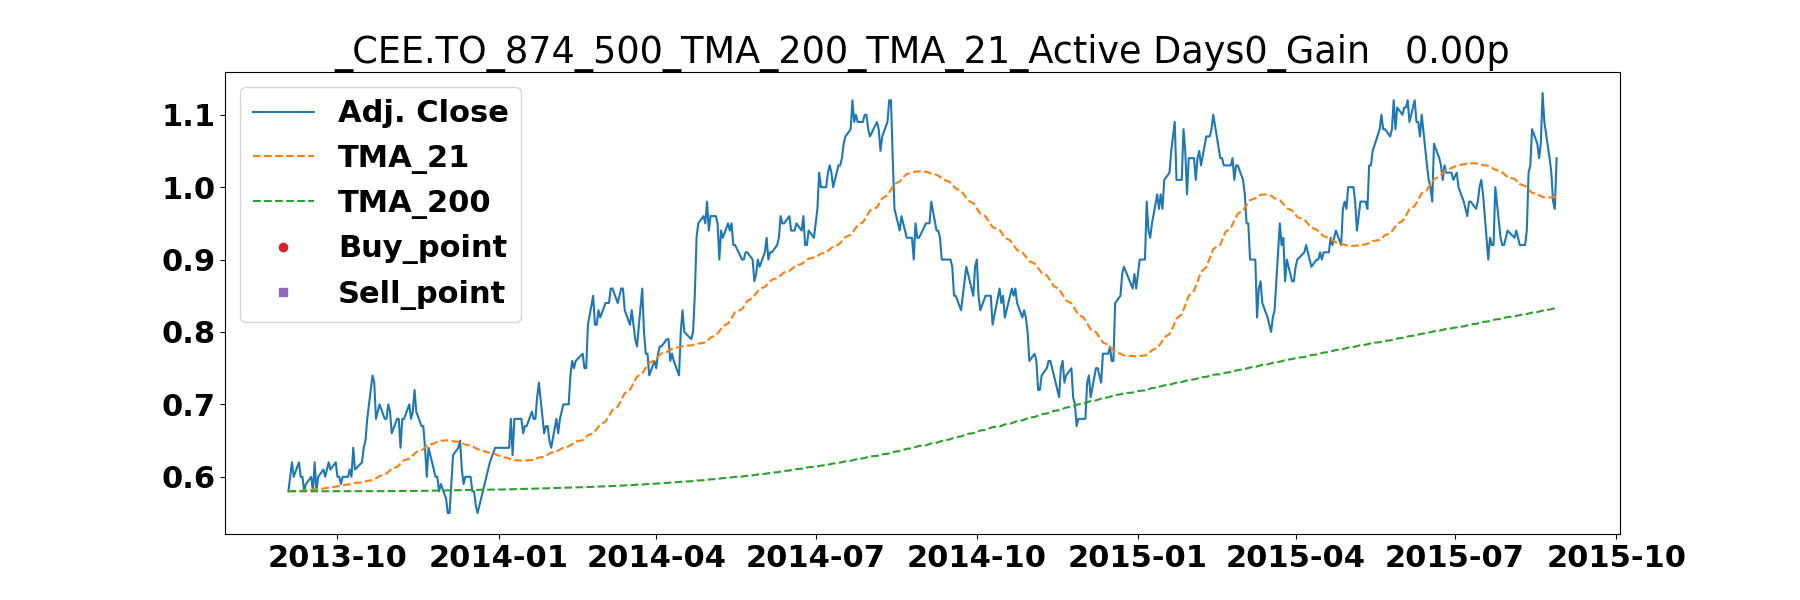 _CEE.TO_874_500_TMA_200_TMA_21_Active Days0_Gain   0.00p
Adj. Close
TMA_21
TMA_200
Buy_point
Sell_point
1.1
1.0
0.9
0.8
0.7
0.6
2013-10 2014-01 2014-04 2014-07 2014-10 2015-01 2015-04 2015-07 2015-10